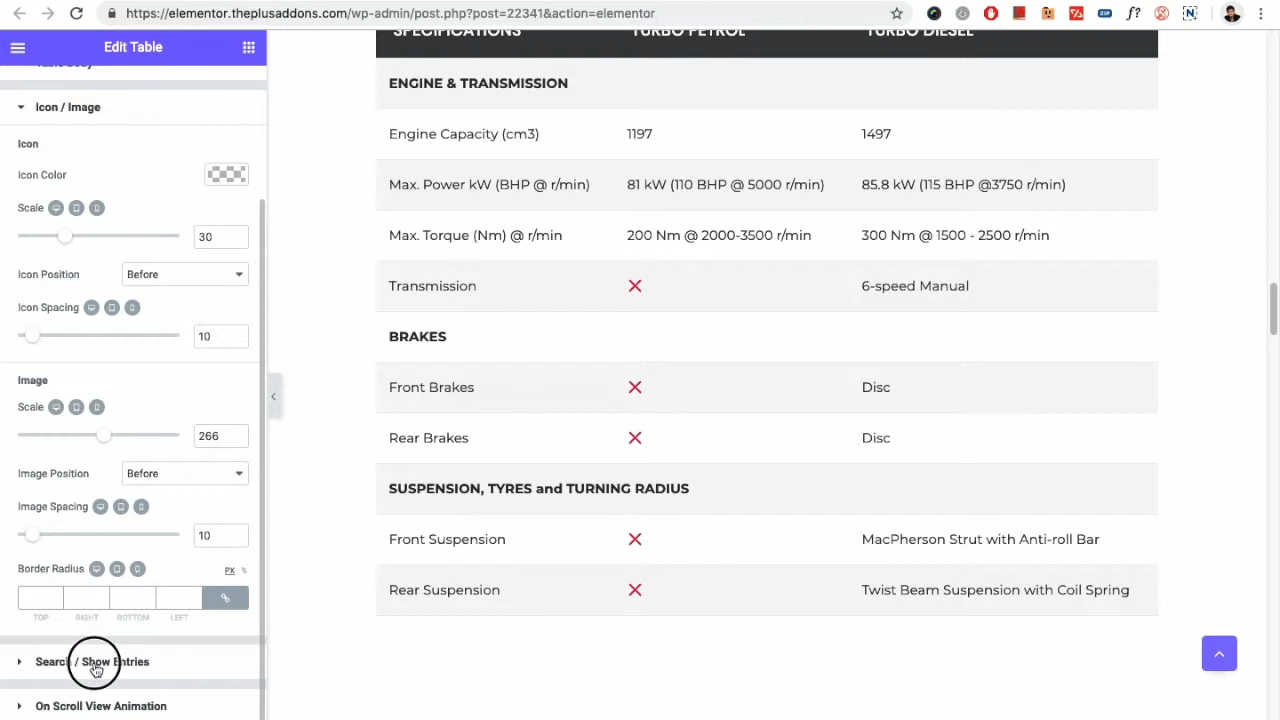 https://elementor.theplusaddons.com/wp-admin/post.php?post=22341&action=elementor
ZIP
f?
N
Edit Table
Table Body
Icon / Image
Icon
Icon Color
Scale
30
Icon Position
Before
Icon Spacing
10
Image
Scale
266
Image Position
Before
Image Spacing
10
Border Radius
PX
%
TOP
RIGHT
BOTTOM
LEFT
Search / Show Entries
On Scroll View Animation
SPECIFICATIONS TURBO PETROL TURBO DIESEL
ENGINE & TRANSMISSION
Engine Capacity (cm3) 1197 1497
Max. Power kW (BHP @ r/min) 81 kW (110 BHP @ 5000 r/min) 85.8 kW (115 BHP @3750 r/min)
Max. Torque (Nm) @ r/min 200 Nm @ 2000-3500 r/min 300 Nm @ 1500 - 2500 r/min
Transmission 6-speed Manual
BRAKES
Front Brakes Disc
Rear Brakes Disc
SUSPENSION, TYRES and TURNING RADIUS
Front Suspension MacPherson Strut with Anti-roll Bar
Rear Suspension Twist Beam Suspension with Coil Spring